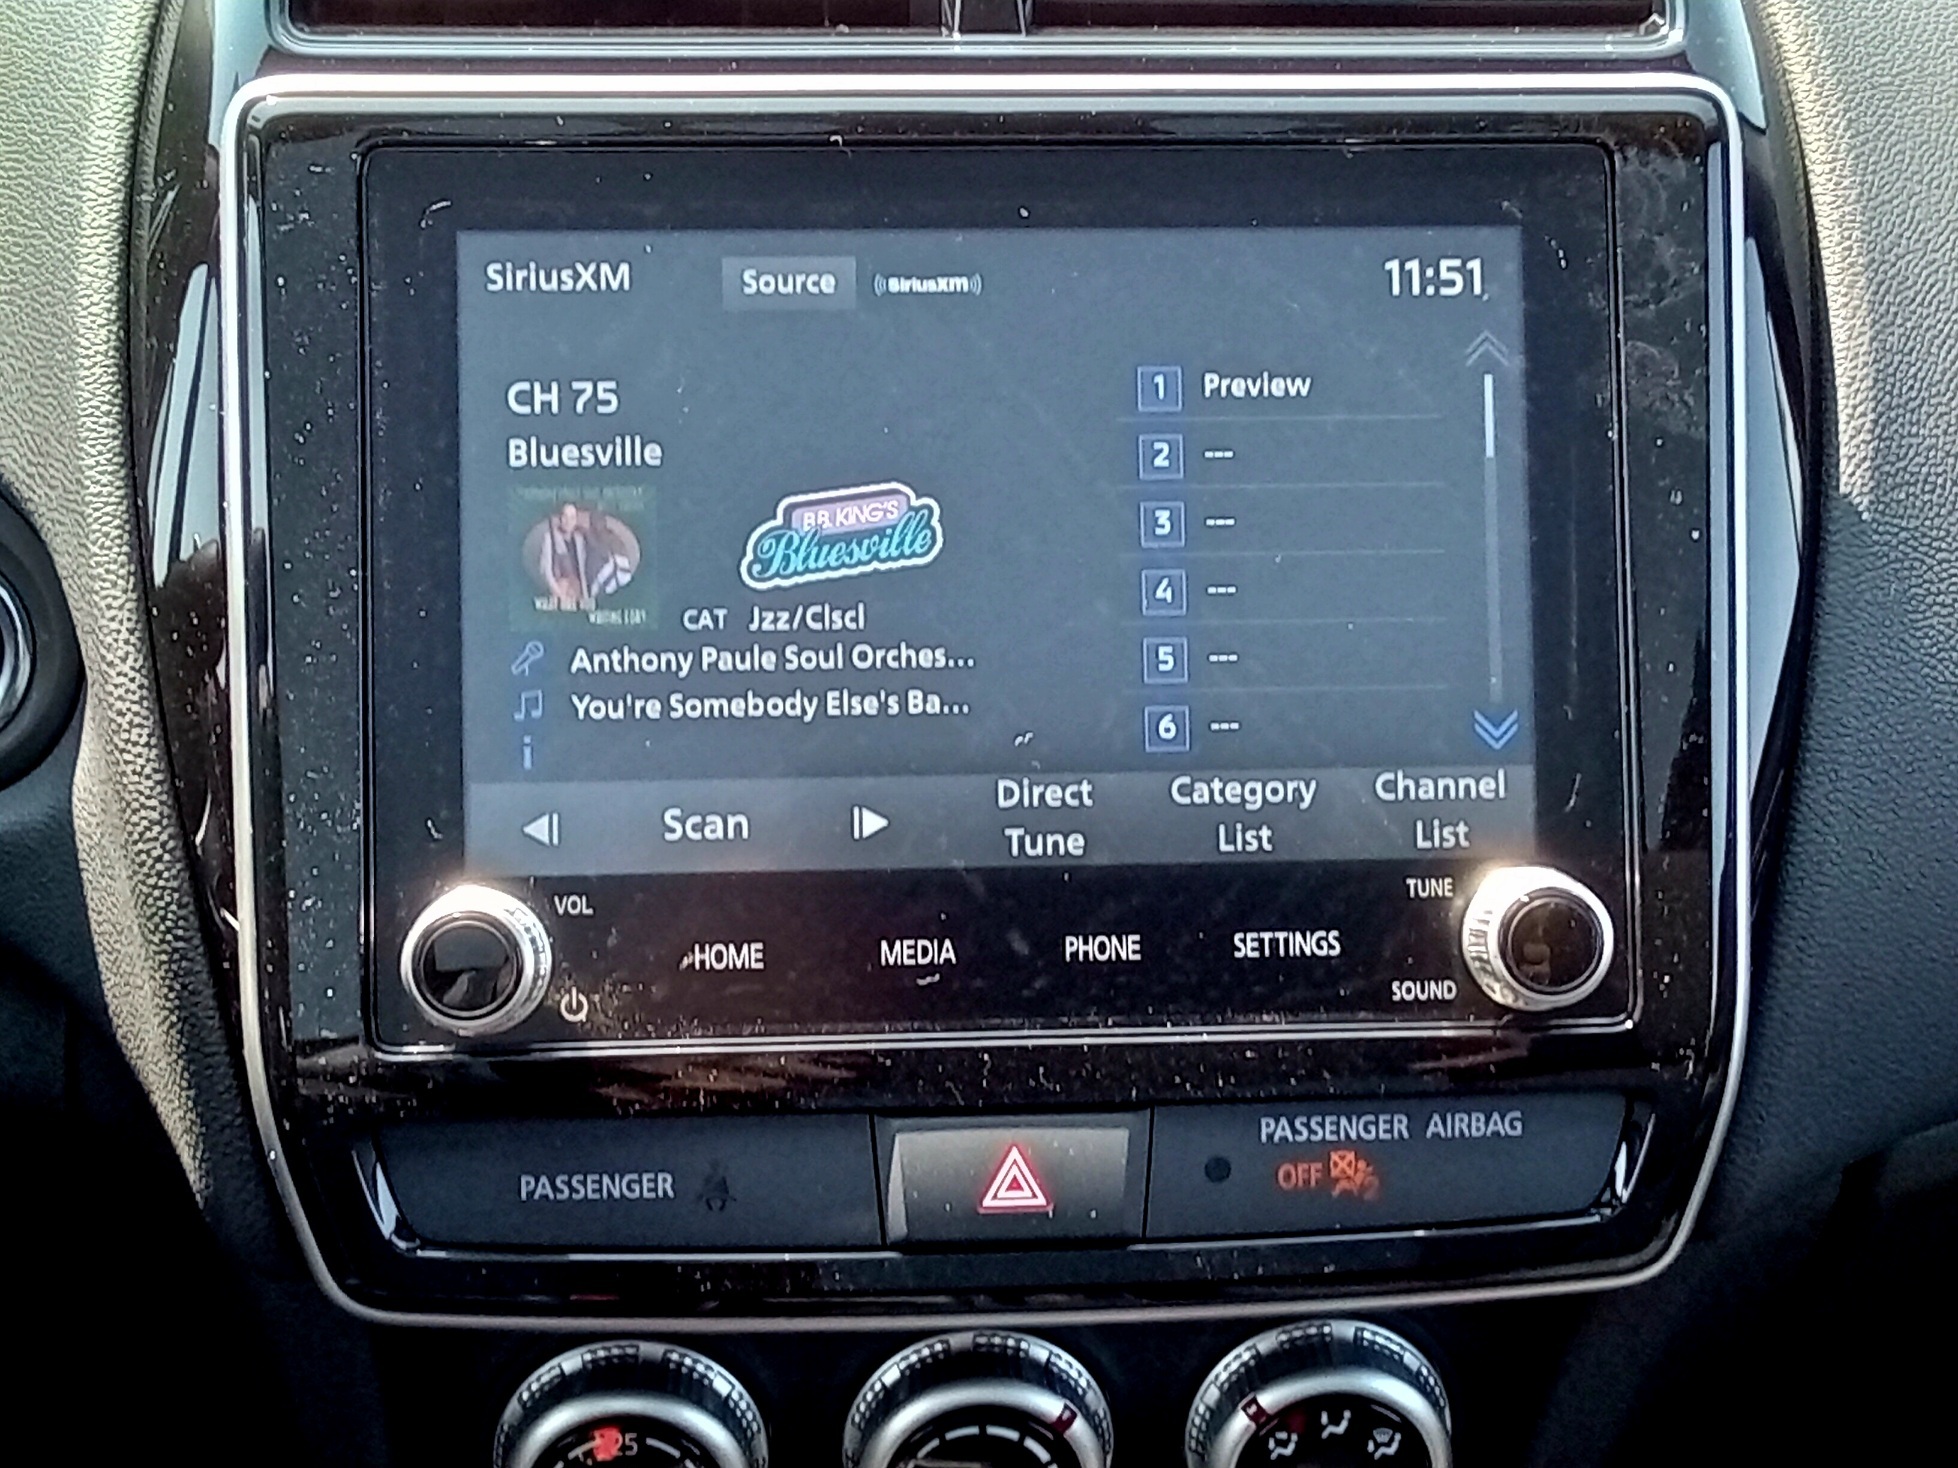 SiriusXM
Source
((SiriusXM))
11:51
CH 75
Bluesville
B.B. KING'S
Bluesville
CAT Jzz/Clscl
Anthony Paule Soul Orches...
You're Somebody Else's Ba...
i
1 Preview
2 ---
3 ---
4 ---
5 ---
6 ---
Scan
Direct
Tune
Category
List
Channel
List
VOL
HOME
MEDIA
PHONE
SETTINGS
TUNE
SOUND
PASSENGER
PASSENGER AIRBAG
OFF